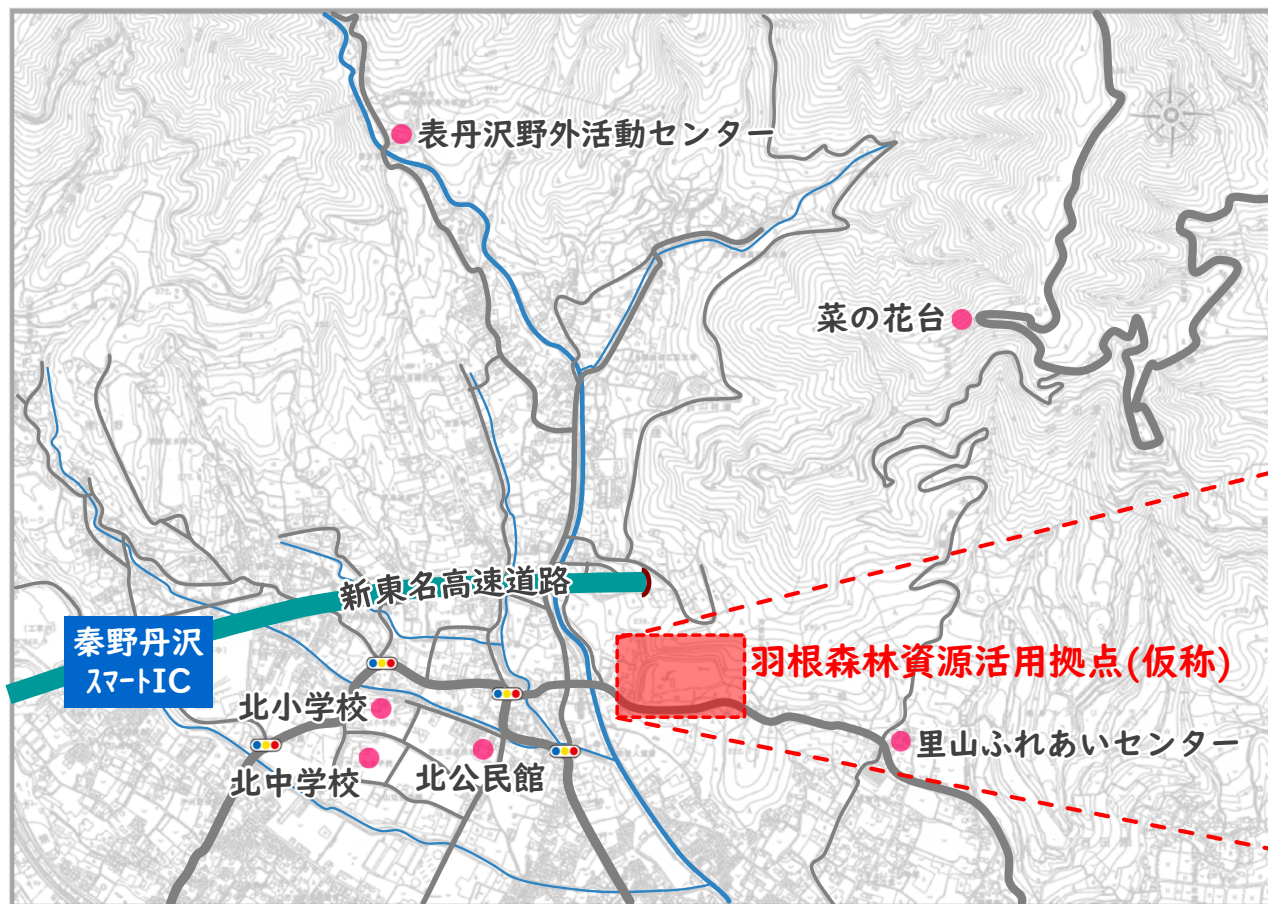 表丹沢野外活動センター
菜の花台
新東名高速道路
秦野丹沢
スマートIC
羽根森林資源活用拠点(仮称)
北小学校
里山ふれあいセンター
北中学校
北公民館